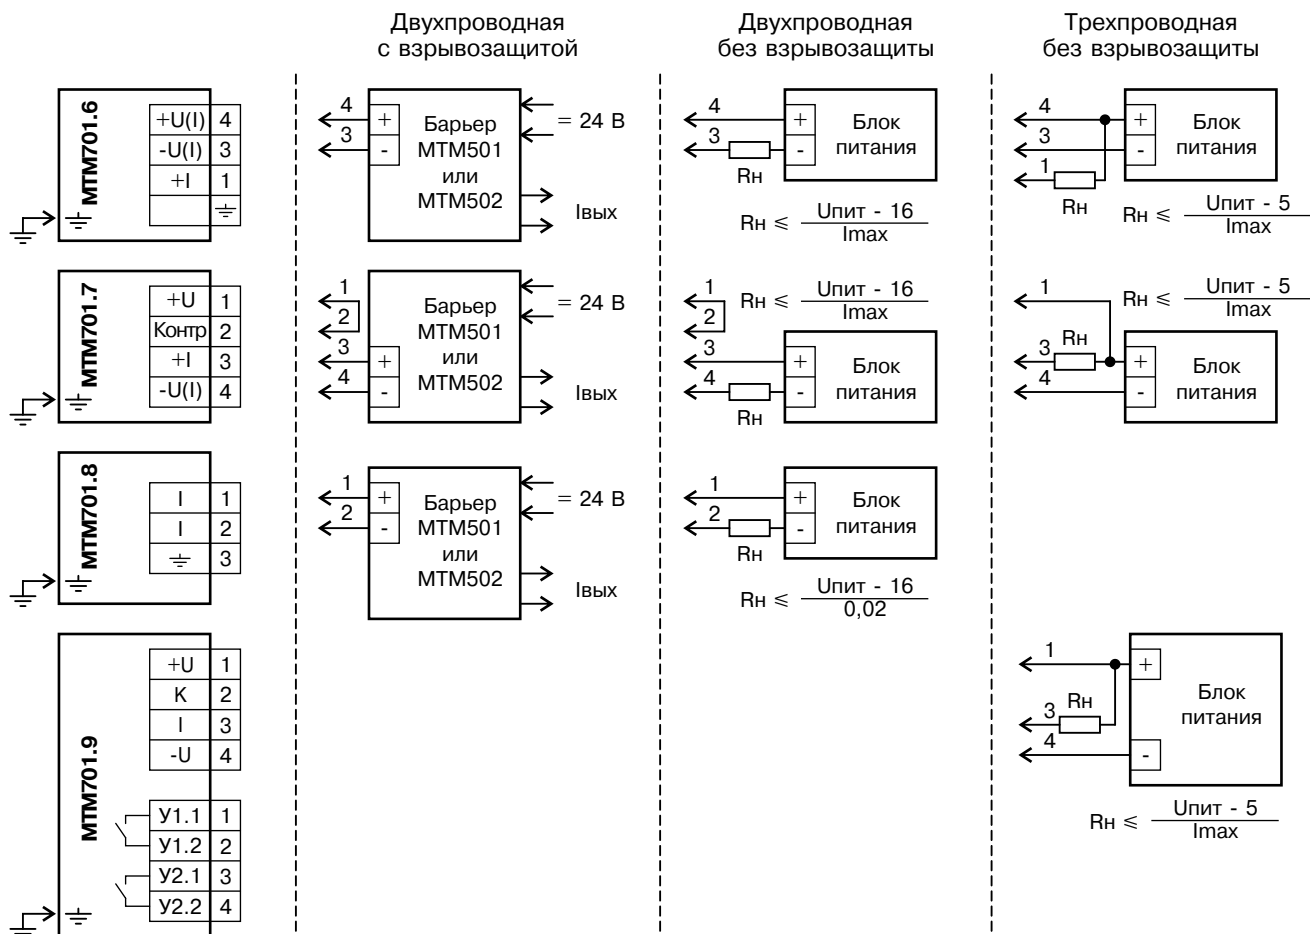 Двухпроводная
с взрывозащитой
Двухпроводная
без взрывозащиты
Трехпроводная
без взрывозащиты
МТМ701.6
+U(I) 4
-U(I) 3
+I 1
4
3
+
-
Барьер
МТМ501
или
МТМ502
= 24 В
Iвых
4
3
+
-
Rн
Блок
питания
Rн ≤ Uпит - 16
Imax
4
3
1
+
-
Rн
Блок
питания
Rн ≤ Uпит - 5
Imax
МТМ701.7
+U 1
Контр 2
+I 3
-U(I) 4
1
2
3
4
+
-
Барьер
МТМ501
или
МТМ502
= 24 В
Iвых
1
2
3
4
Rн ≤ Uпит - 16
Imax
+
-
Rн
Блок
питания
1
3
4
Rн ≤ Uпит - 5
Imax
Rн
+
-
Блок
питания
МТМ701.8
I 1
I 2
3
1
2
+
-
Барьер
МТМ501
или
МТМ502
= 24 В
Iвых
1
2
+
-
Rн
Блок
питания
Rн ≤ Uпит - 16
0,02
МТМ701.9
+U 1
К 2
I 3
-U 4
У1.1 1
У1.2 2
У2.1 3
У2.2 4
1
3
4
Rн
+
-
Блок
питания
Rн ≤ Uпит - 5
Imax